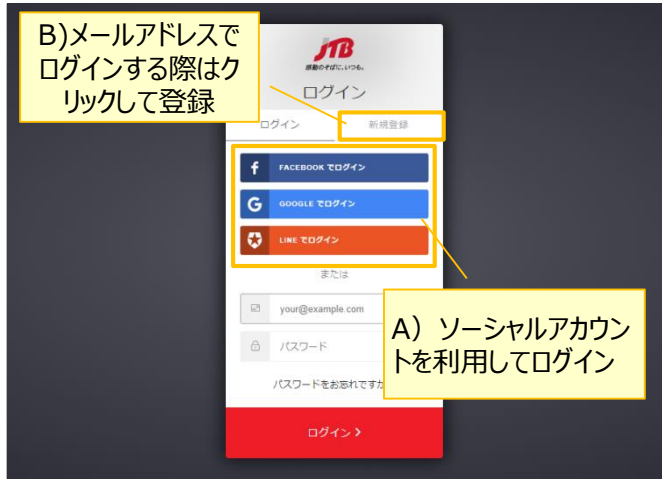 B)メールアドレスで
ログインする際はク
リックして登録
JTB
感動のそばに、いつも。
ログイン
ログイン
新規登録
FACEBOOK でログイン
GOOGLE でログイン
LINE でログイン
または
your@example.com
パスワード
パスワードをお忘れですか
A）ソーシャルアカウン
トを利用してログイン
ログイン >